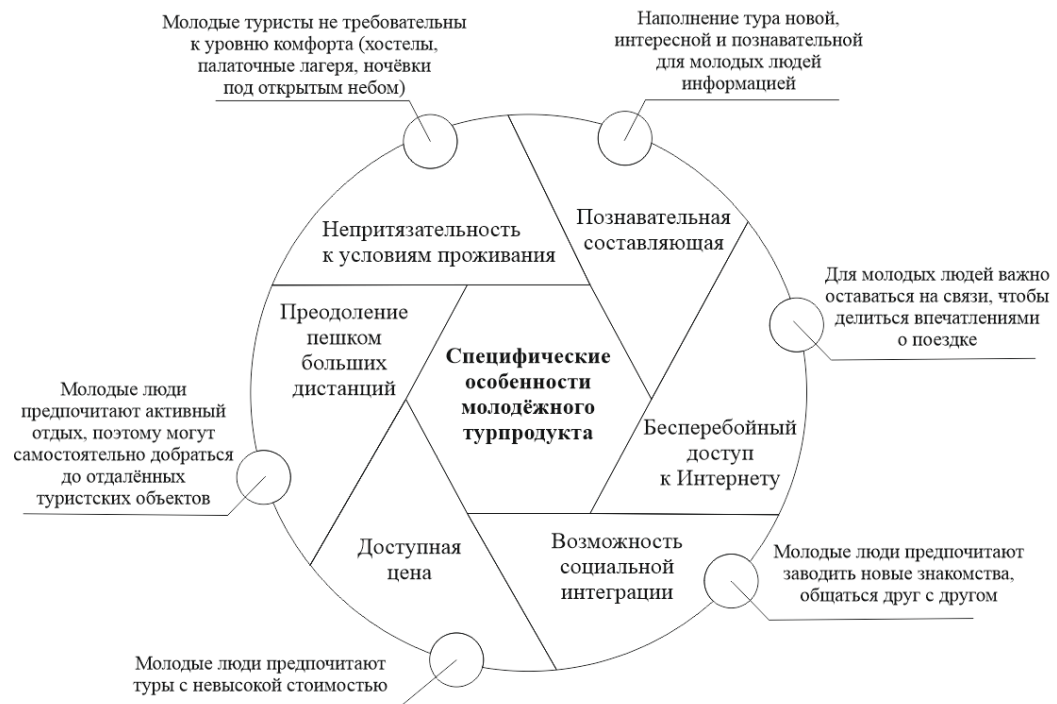 Молодые туристы не требовательны
к уровню комфорта (хостелы,
палаточные лагеря, ночёвки
под открытым небом)
Наполнение тура новой,
интересной и познавательной
для молодых людей
информацией
Непритязательность
к условиям проживания
Познавательная
составляющая
Для молодых людей важно
оставаться на связи, чтобы
делиться впечатлениями
о поездке
Преодоление
пешком
больших
дистанций
Специфические
особенности
молодёжного
турпродукта
Молодые люди
предпочитают активный
отдых, поэтому могут
самостоятельно добраться
до отдалённых
туристских объектов
Бесперебойный
доступ
к Интернету
Доступная
цена
Возможность
социальной
интеграции
Молодые люди предпочитают
заводить новые знакомства,
общаться друг с другом
Молодые люди предпочитают
туры с невысокой стоимостью